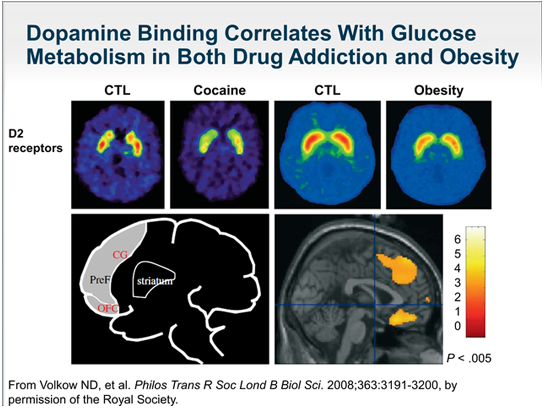 Dopamine Binding Correlates With Glucose
Metabolism in Both Drug Addiction and Obesity
CTL Cocaine CTL Obesity
D2
receptors
CG
PreF
striatum
OFC
6
5
4
3
2
1
0
P < .005
From Volkow ND, et al. Philos Trans R Soc Lond B Biol Sci. 2008;363:3191-3200, by
permission of the Royal Society.